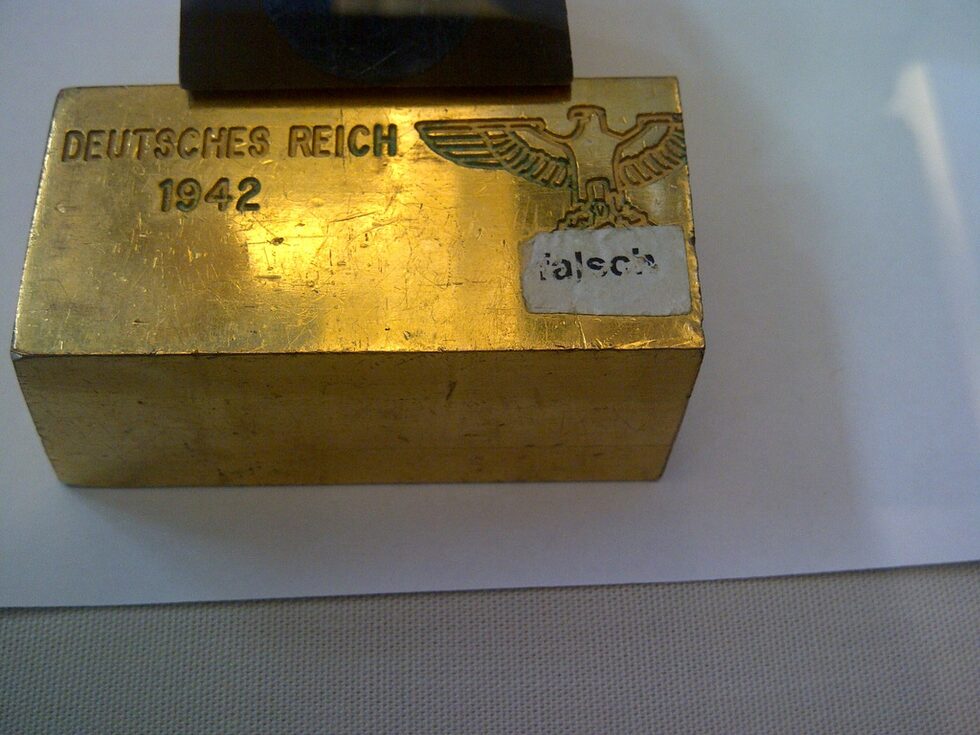 DEUTSCHES REICH
1942
falsch